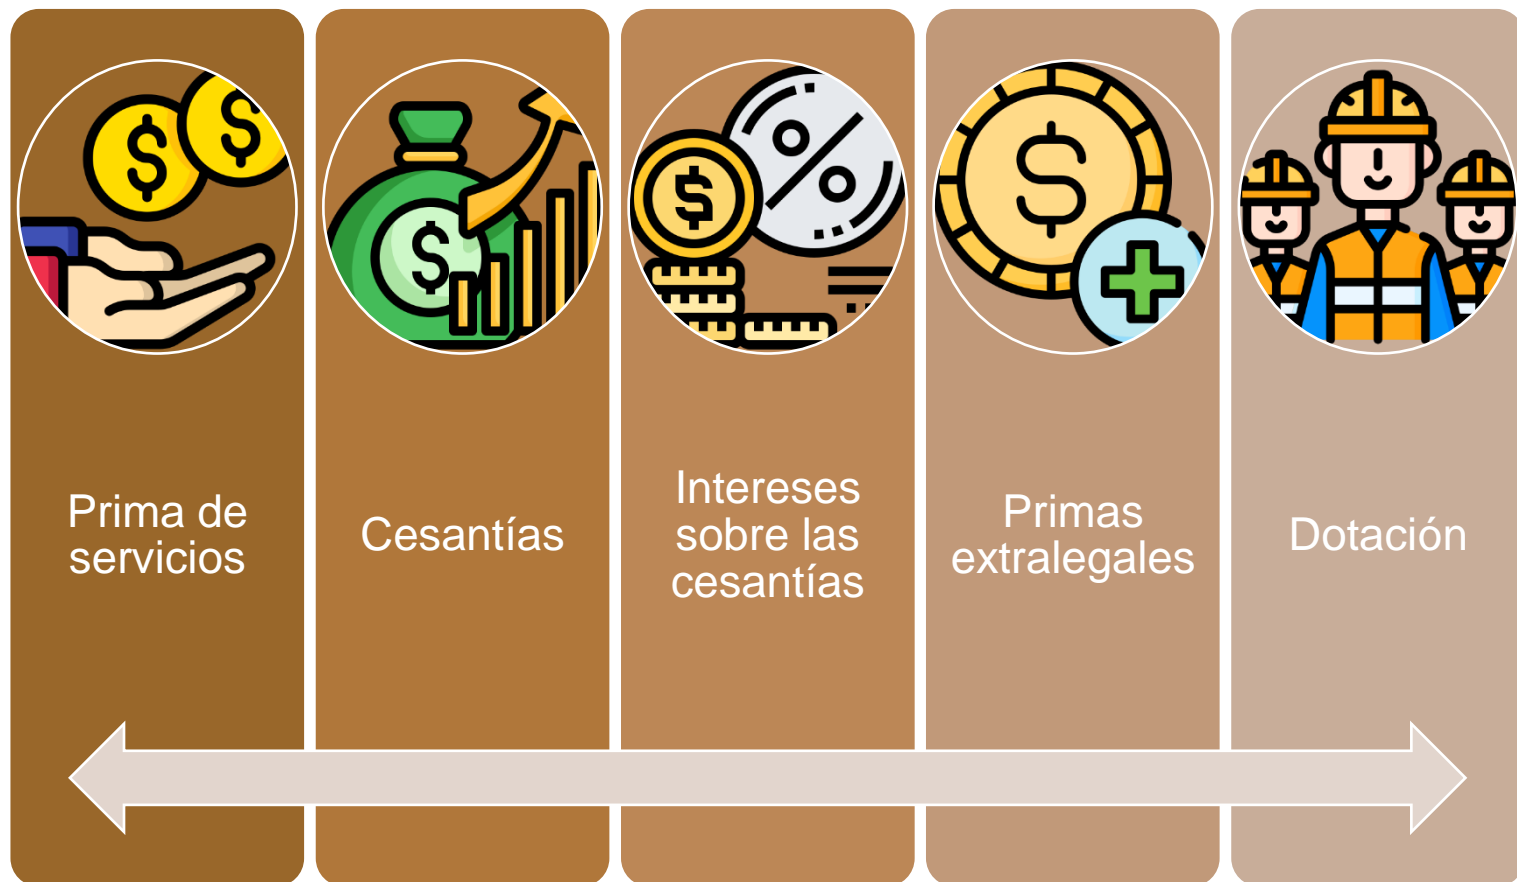 Prima de
servicios
Cesantías
Intereses
sobre las
cesantías
Primas
extralegales
Dotación